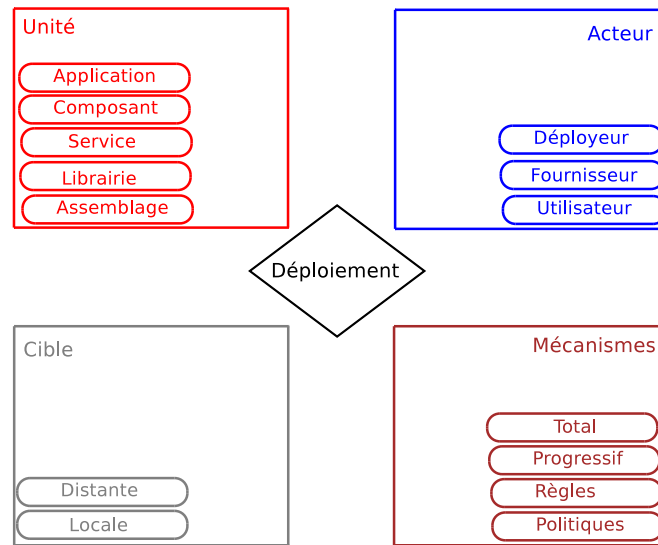 Unité
Application
Composant
Service
Librairie
Assemblage
Acteur
Déployeur
Fournisseur
Utilisateur
Déploiement
Cible
Distante
Locale
Mécanismes
Total
Progressif
Règles
Politiques